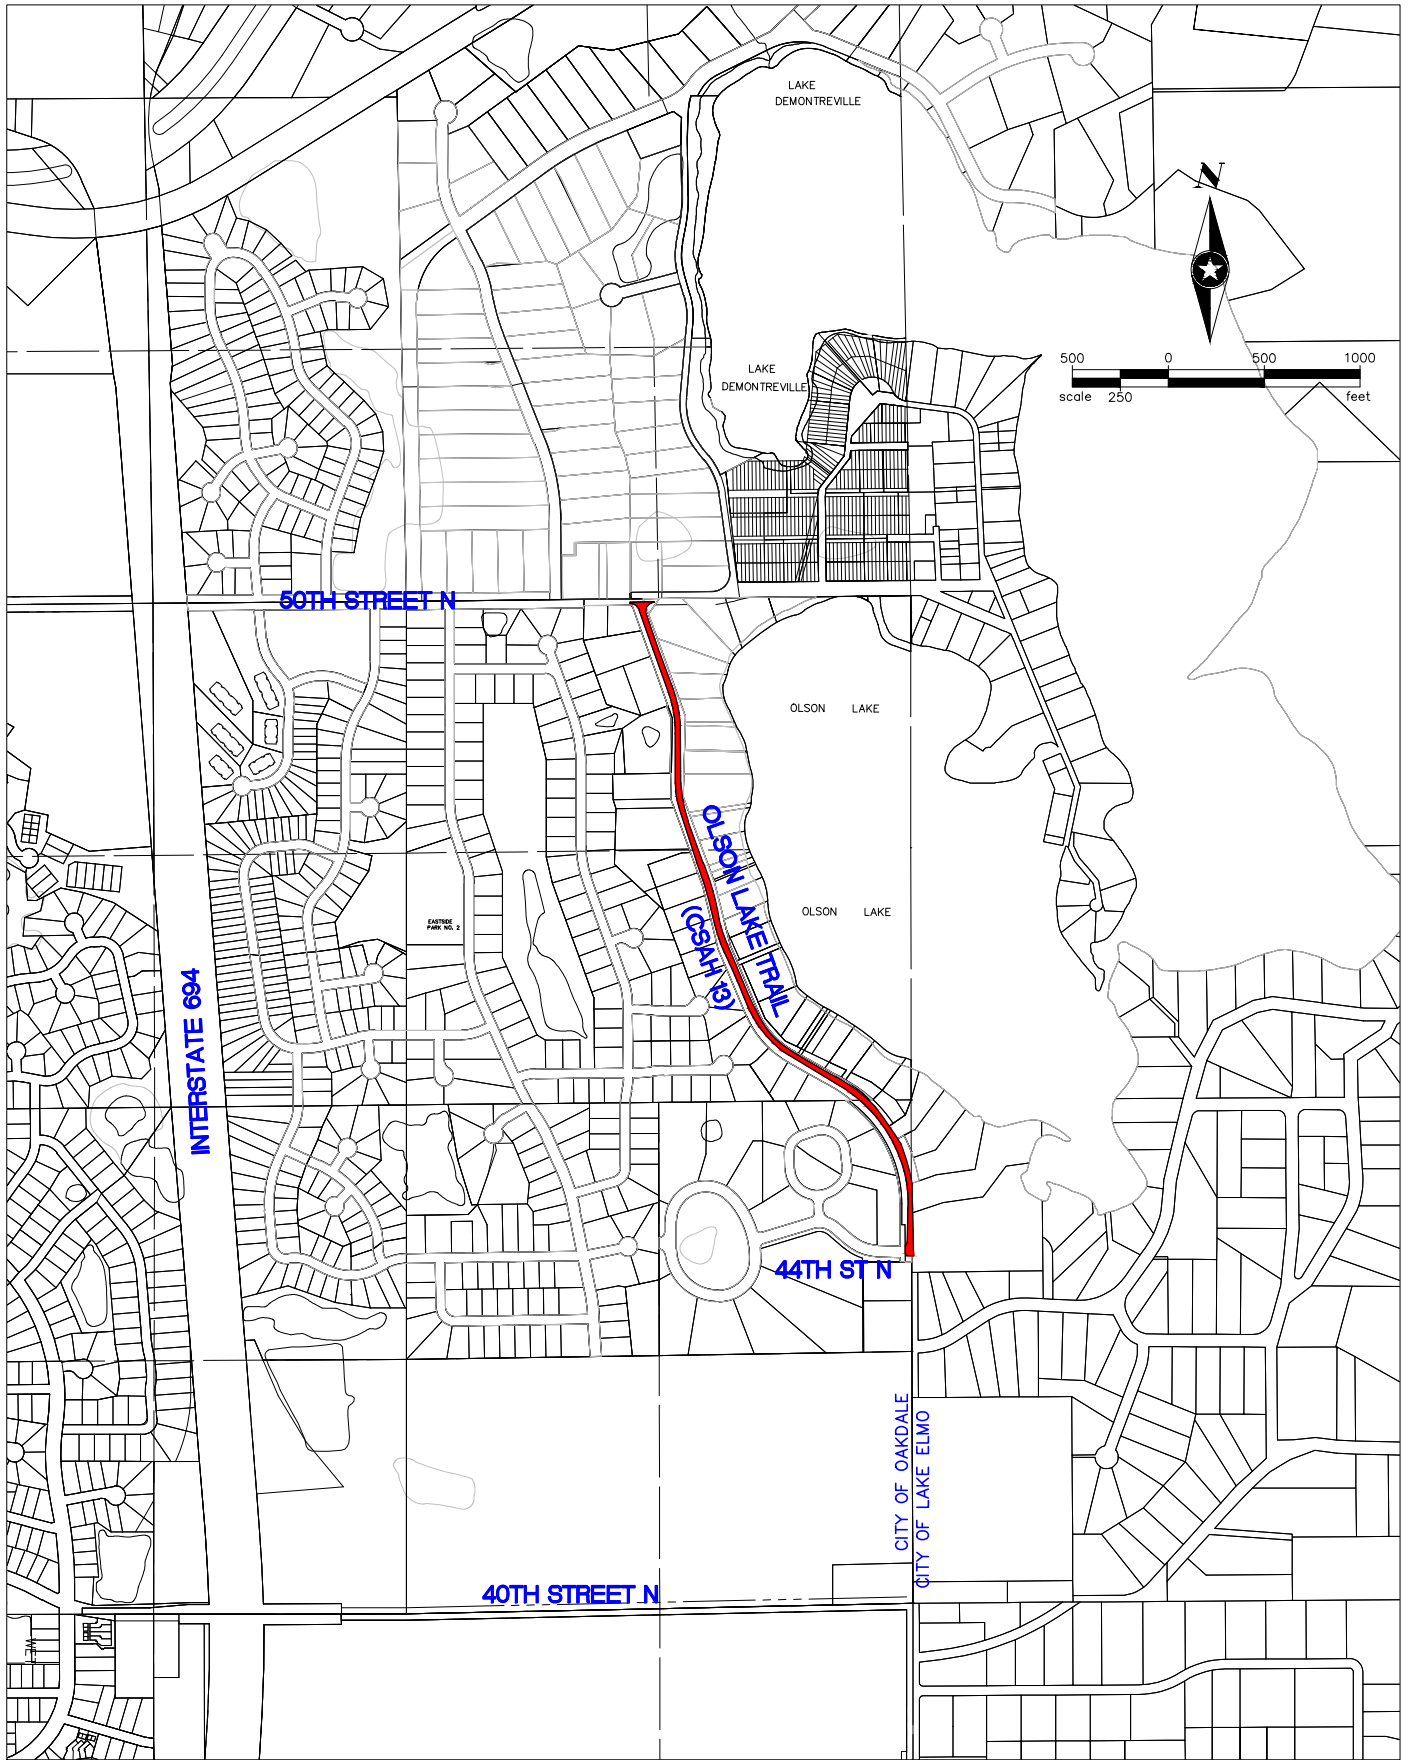 LAKE
DEMONTREVILLE
N
500 0 500 1000
scale 250 feet
LAKE
DEMONTREVILLE
50TH STREET N
OLSON LAKE
OLSON LAKE TRAIL
(CSAH 13)
OLSON LAKE
EASTSIDE
PARK NO. 2
INTERSTATE 694
44TH ST N
CITY OF OAKDALE
CITY OF LAKE ELMO
40TH STREET N
WET